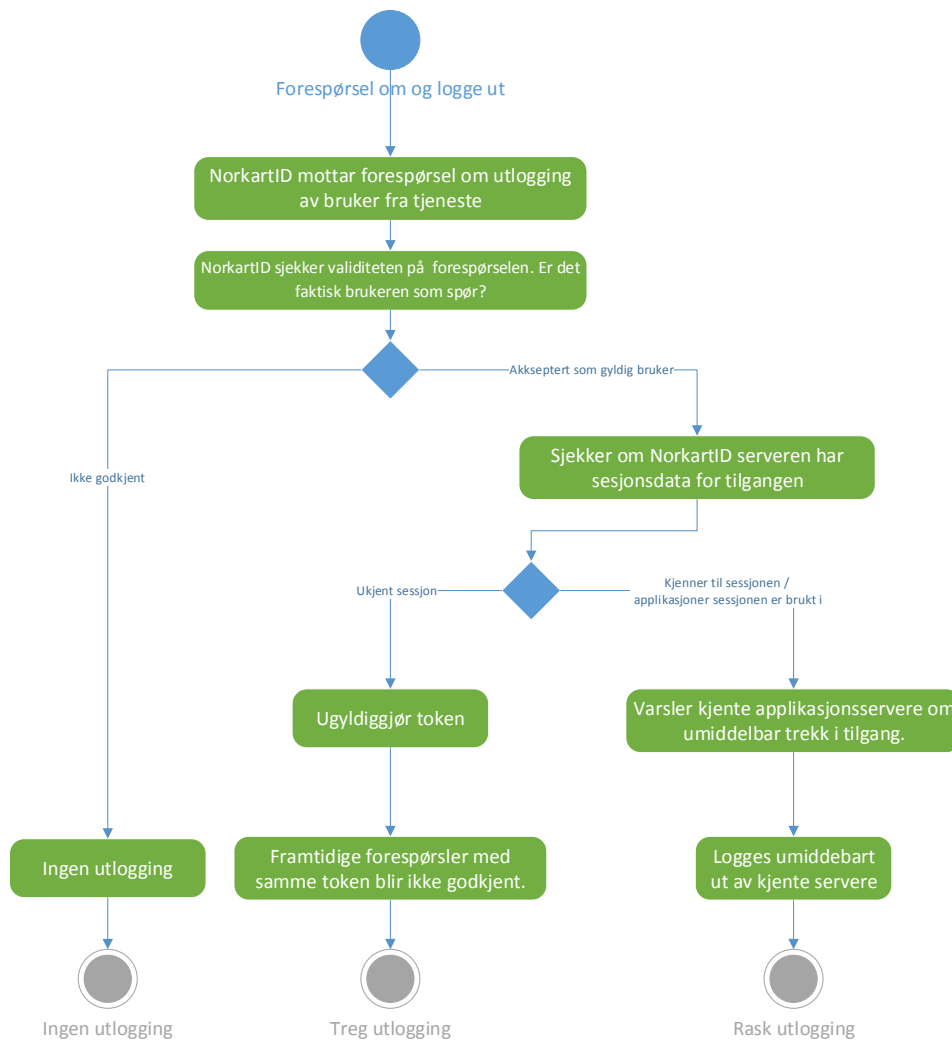 Forespørsel om og logge ut
NorkartID mottar forespørsel om utlogging
av bruker fra tjeneste
NorkartID sjekker validiteten på  forespørselen. Er det
faktisk brukeren som spør?
Akkseptert som gyldig bruker
Ikke godkjent
Sjekker om NorkartID serveren har
sesjonsdata for tilgangen
Ukjent sessjon
Kjenner til sessjonen /
applikasjoner sessjonen er brukt i
Ugyldiggjør token
Varsler kjente applikasjonsservere om
umiddelbar trekk i tilgang.
Ingen utlogging
Framtidige forespørsler med
samme token blir ikke godkjent.
Logges umiddebart
ut av kjente servere
Ingen utlogging
Treg utlogging
Rask utlogging